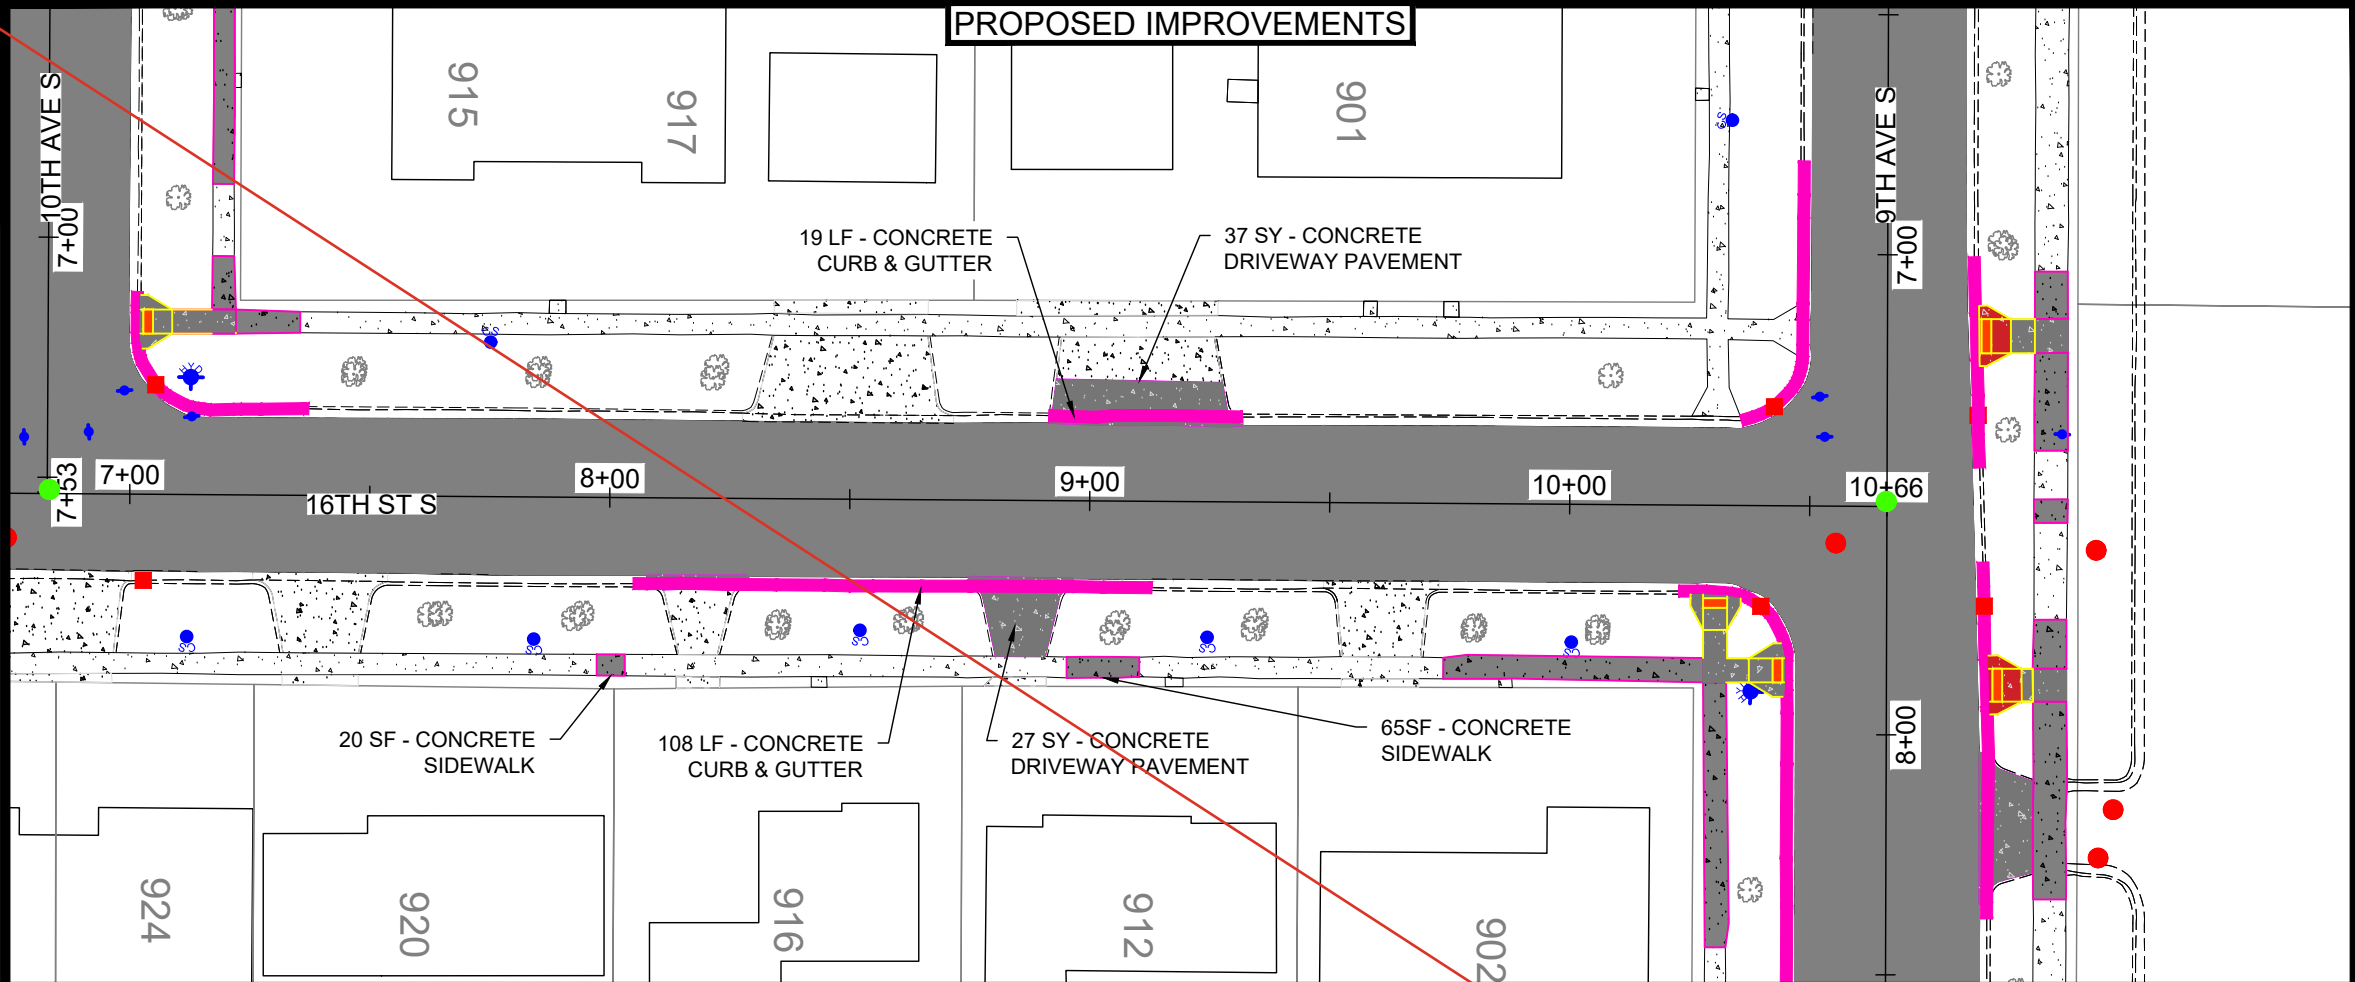 PROPOSED IMPROVEMENTS
10TH AVE S
7+00
915
917
901
9TH AVE S
7+00
19 LF - CONCRETE
CURB & GUTTER
37 SY - CONCRETE
DRIVEWAY PAVEMENT
HYD
7+53
7+00
8+00
9+00
10+00
10+66
16TH ST S
20 SF - CONCRETE
SIDEWALK
108 LF - CONCRETE
CURB & GUTTER
27 SY - CONCRETE
DRIVEWAY PAVEMENT
65SF - CONCRETE
SIDEWALK
8+00
924
920
916
912
902